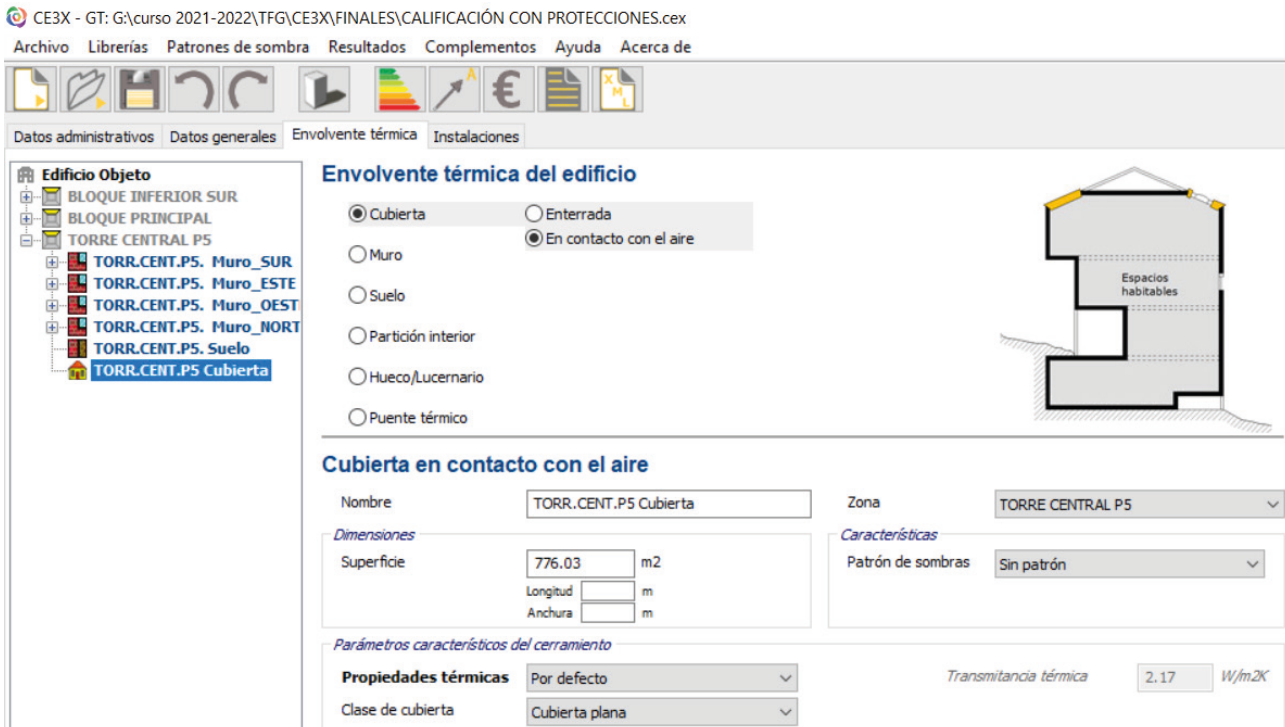 CE3X - GT: G:\curso 2021-2022\TFG\CE3X\FINALES\CALIFICACIÓN CON PROTECCIONES.cex
Archivo Librerías Patrones de sombra Resultados Complementos Ayuda Acerca de
A € X M L
Datos administrativos Datos generales Envolvente térmica Instalaciones
Edificio Objeto
BLOQUE INFERIOR SUR
BLOQUE PRINCIPAL
TORRE CENTRAL P5
TORR.CENT.P5. Muro_SUR
TORR.CENT.P5. Muro_ESTE
TORR.CENT.P5. Muro_OEST
TORR.CENT.P5. Muro_NORT
TORR.CENT.P5. Suelo
TORR.CENT.P5 Cubierta
Envolvente térmica del edificio
Cubierta Enterrada
En contacto con el aire
Muro
Suelo
Partición interior
Hueco/Lucernario
Puente térmico
Espacios
habitables
Cubierta en contacto con el aire
Nombre TORR.CENT.P5 Cubierta Zona TORRE CENTRAL P5
Dimensiones Características
Superficie 776.03 m2 Patrón de sombras Sin patrón
Longitud m
Anchura m
Parámetros característicos del cerramiento
Propiedades térmicas Por defecto Transmitancia térmica 2.17 W/m2K
Clase de cubierta Cubierta plana